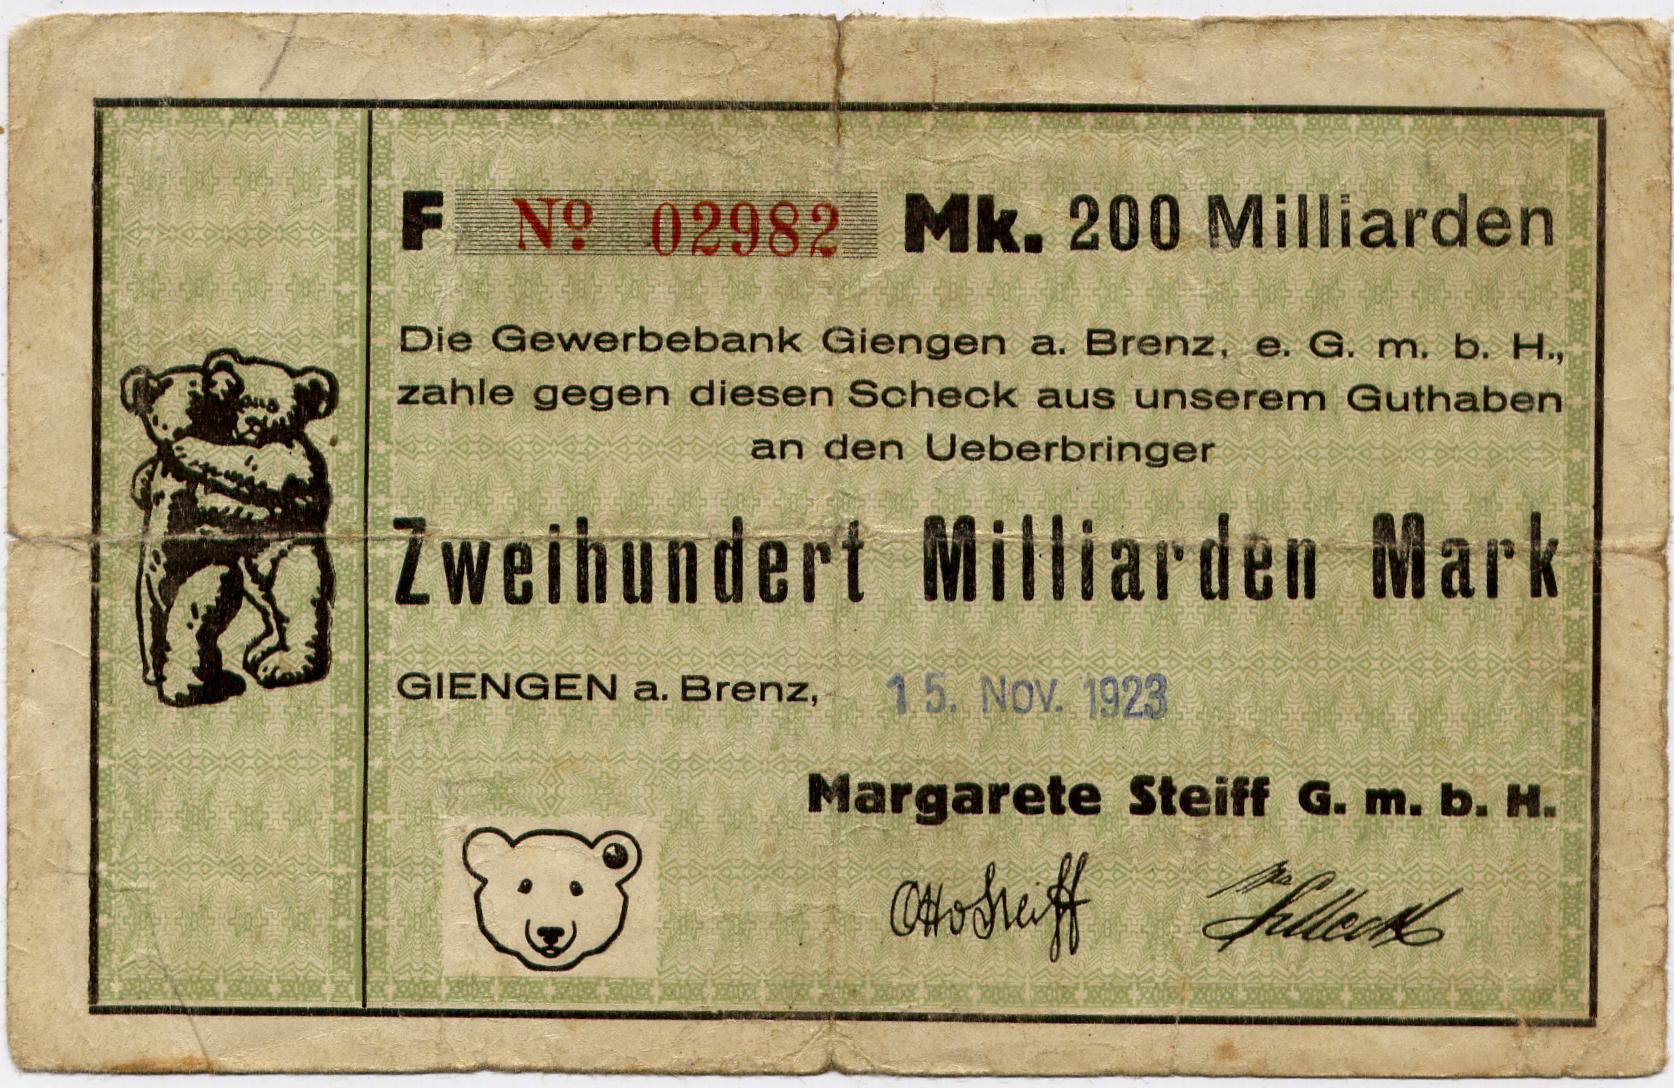 F Nº 02982 Mk. 200 Milliarden
Die Gewerbebank Giengen a. Brenz, e. G. m. b. H.,
zahle gegen diesen Scheck aus unserem Guthaben
an den Ueberbringer
Zweihundert Milliarden Mark
GIENGEN a. Brenz, 15. NOV. 1923
Margarete Steiff G. m. b. H.
Otto Steiff